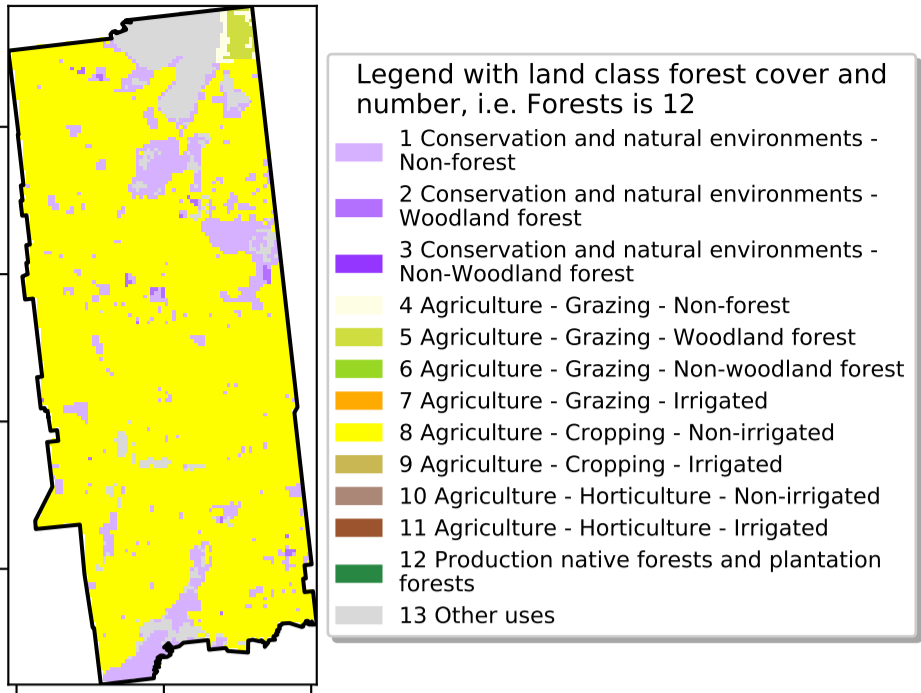 Legend with land class forest cover and
number, i.e. Forests is 12
1 Conservation and natural environments -
Non-forest
2 Conservation and natural environments -
Woodland forest
3 Conservation and natural environments -
Non-Woodland forest
4 Agriculture - Grazing - Non-forest
5 Agriculture - Grazing - Woodland forest
6 Agriculture - Grazing - Non-woodland forest
7 Agriculture - Grazing - Irrigated
8 Agriculture - Cropping - Non-irrigated
9 Agriculture - Cropping - Irrigated
10 Agriculture - Horticulture - Non-irrigated
11 Agriculture - Horticulture - Irrigated
12 Production native forests and plantation
forests
13 Other uses